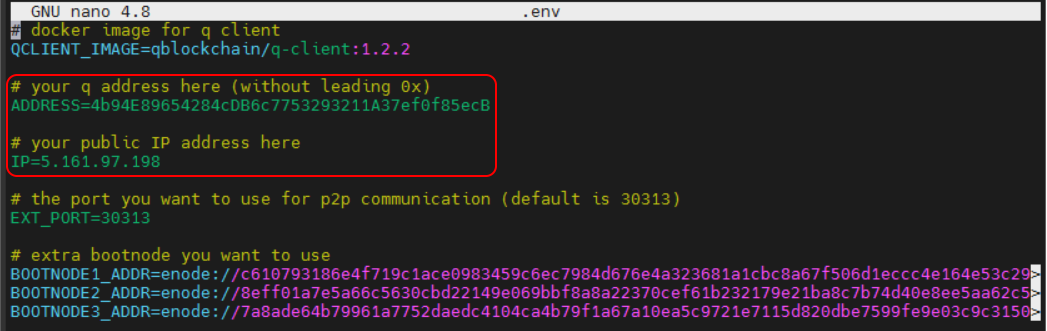 GNU nano 4.8 .env
# docker image for q client
QCLIENT_IMAGE=qblockchain/q-client:1.2.2
# your q address here (without leading 0x)
ADDRESS=4b94E89654284cDB6c7753293211A37ef0f85ecB
# your public IP address here
IP=5.161.97.198
# the port you want to use for p2p communication (default is 30313)
EXT_PORT=30313
# extra bootnode you want to use
BOOTNODE1_ADDR=enode://c610793186e4f719c1ace0983459c6ec7984d676e4a323681a1cbc8a67f506d1eccc4e164e53c29>
BOOTNODE2_ADDR=enode://8eff01a7e5a66c5630cbd22149e069bbf8a8a22370cef61b232179e21ba8c7b74d40e8ee5aa62c5>
BOOTNODE3_ADDR=enode://7a8ade64b79961a7752daedc4104ca4b79f1a67a10ea5c9721e7115d820dbe7599fe9e03c9c3150>